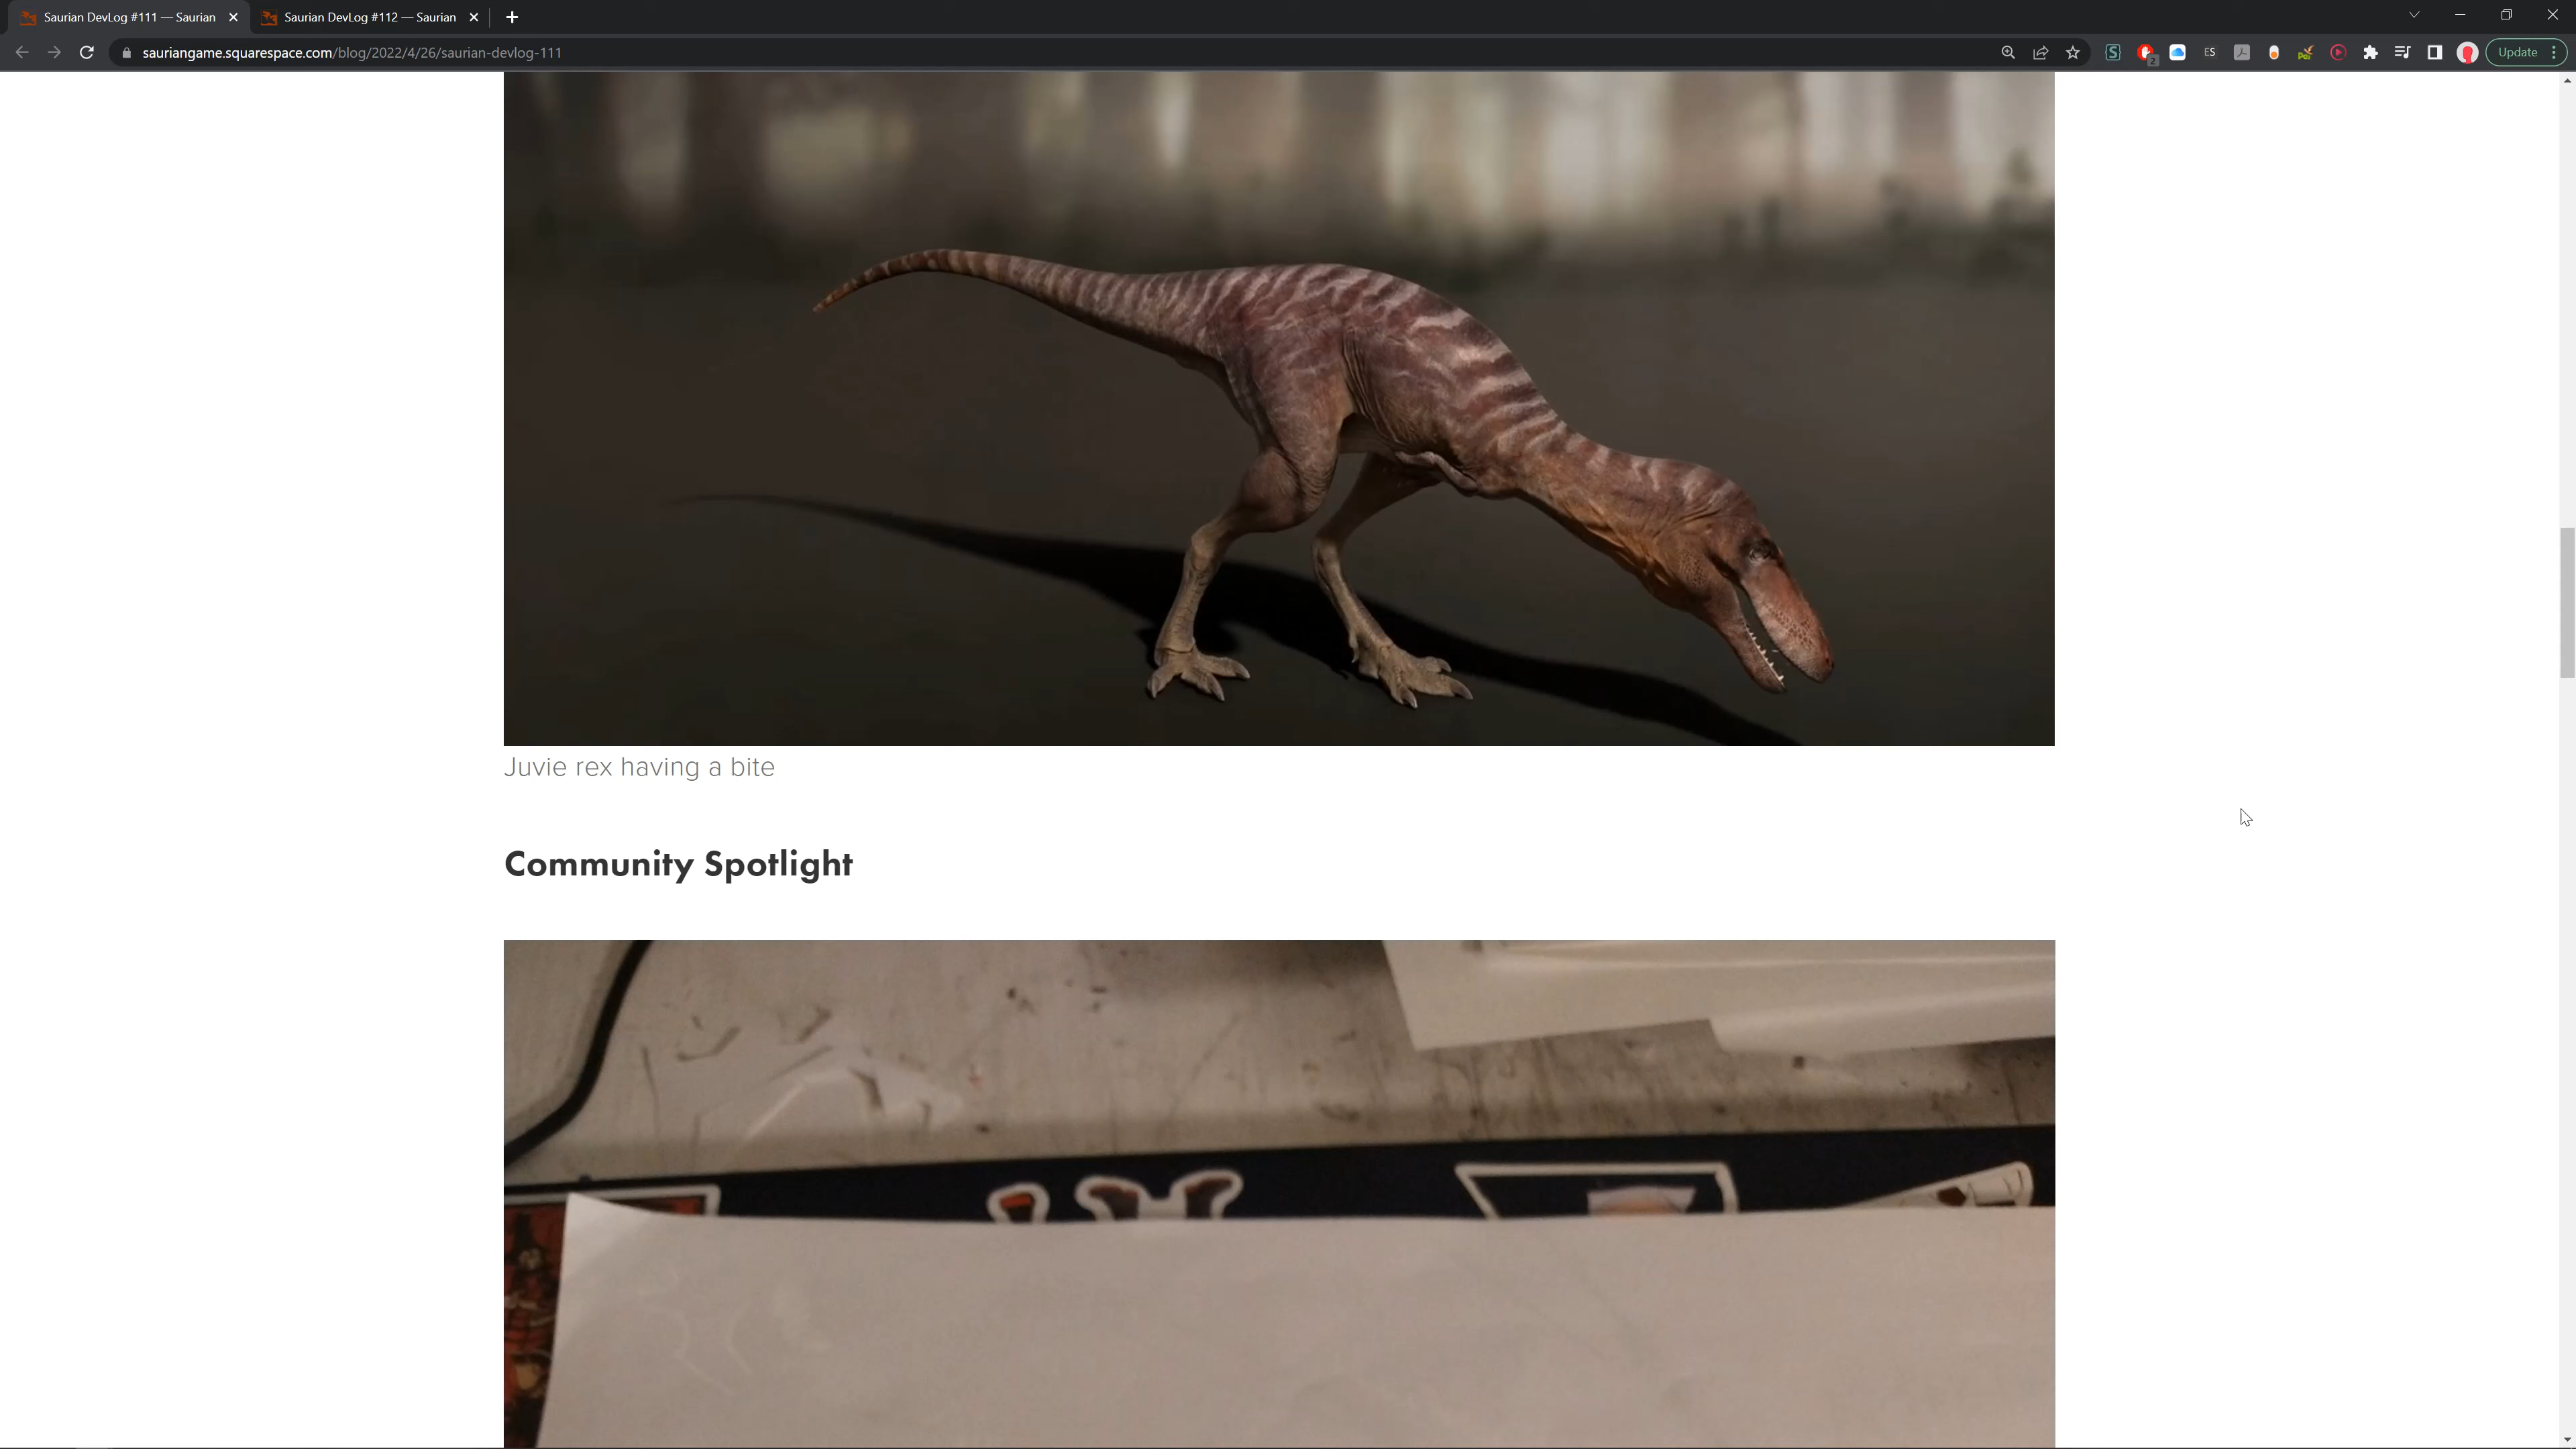 Saurian DevLog #111 — Saurian
Saurian DevLog #112 — Saurian
sauriangame.squarespace.com/blog/2022/4/26/saurian-devlog-111
2
ES
Update
Juvie rex having a bite
Community Spotlight